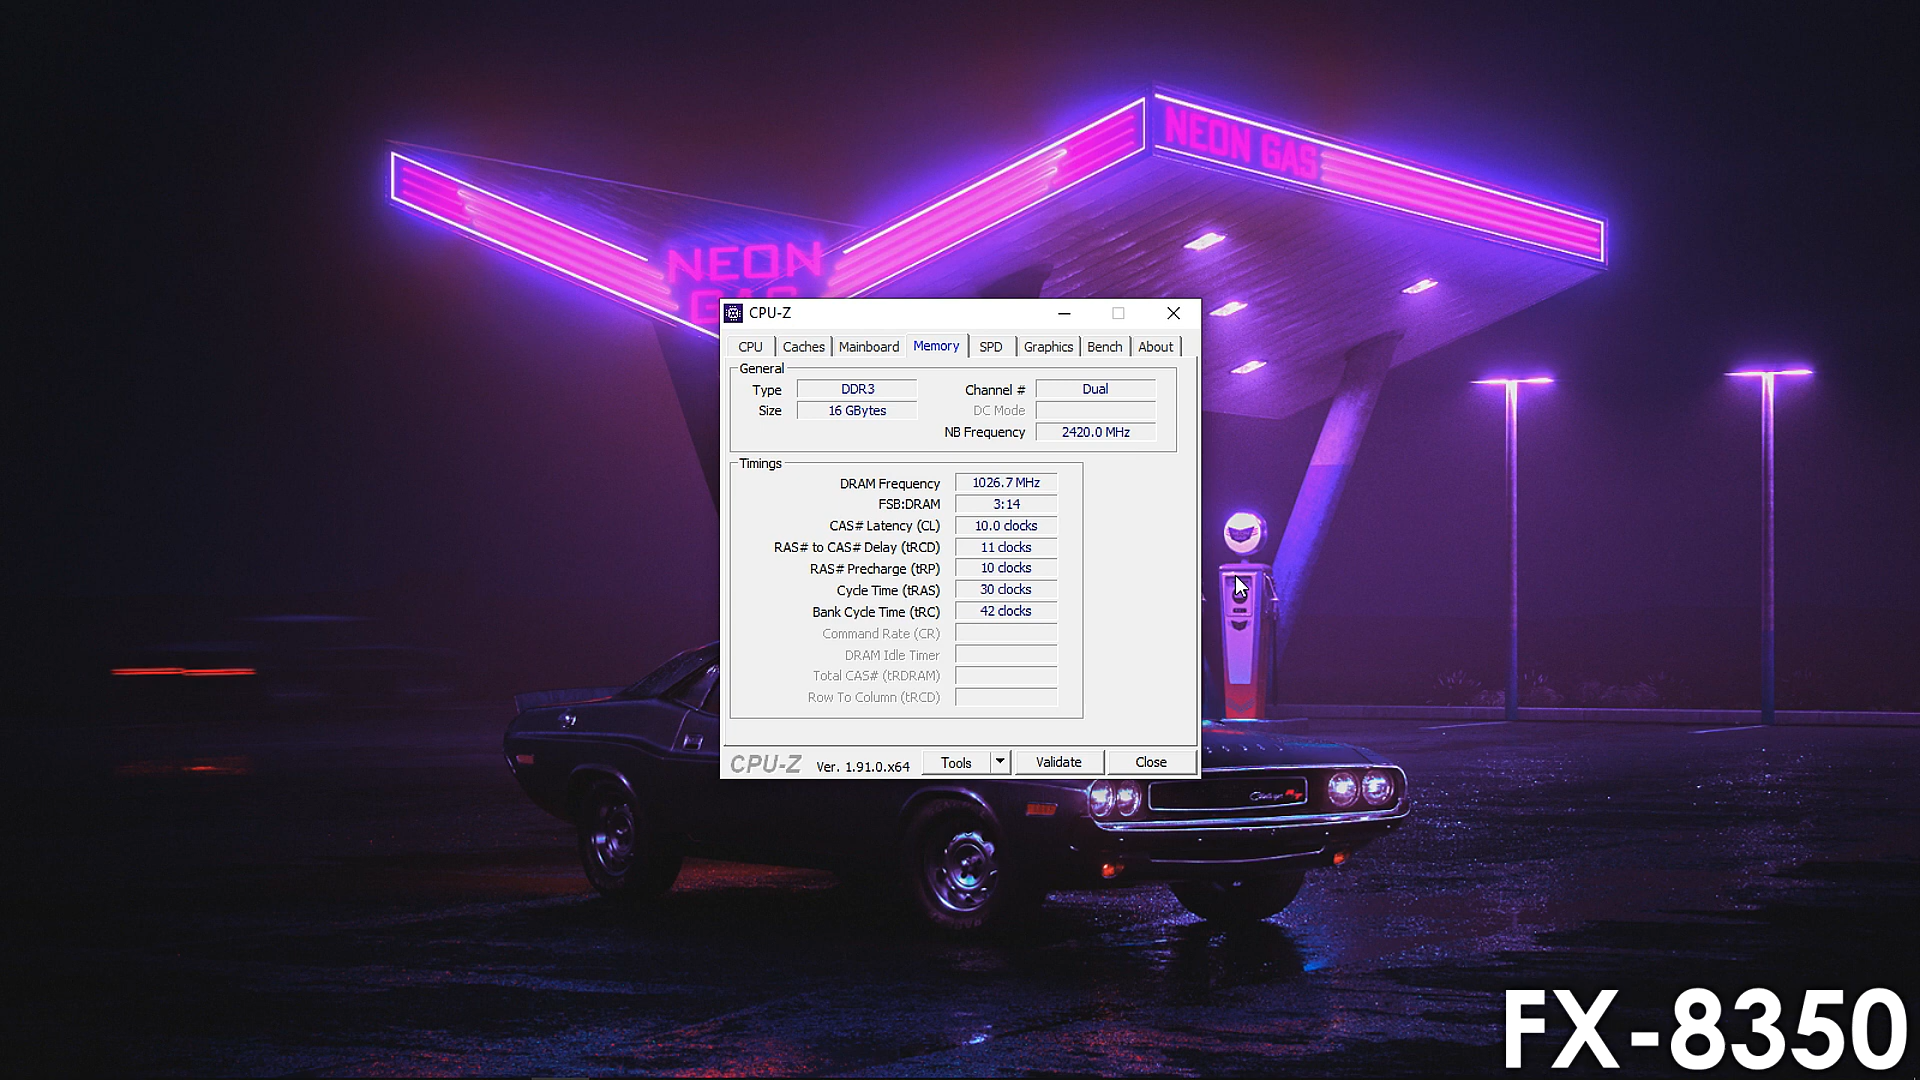 NEON GAS
NEON
GAS
CPU-Z
CPU Caches Mainboard Memory SPD Graphics Bench About
General
Type DDR3 Channel # Dual
Size 16 GBytes DC Mode
NB Frequency 2420.0 MHz
Timings
DRAM Frequency 1026.7 MHz
FSB:DRAM 3:14
CAS# Latency (CL) 10.0 clocks
RAS# to CAS# Delay (tRCD) 11 clocks
RAS# Precharge (tRP) 10 clocks
Cycle Time (tRAS) 30 clocks
Bank Cycle Time (tRC) 42 clocks
Command Rate (CR)
DRAM Idle Timer
Total CAS# (tRDRAM)
Row To Column (tRCD)
CPU-Z Ver. 1.91.0.x64 Tools Validate Close
Challenger R/T
FX-8350